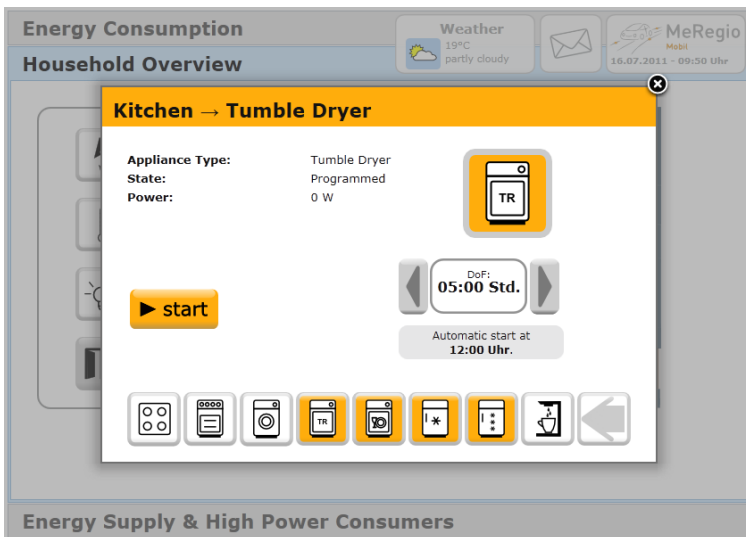 Energy Consumption
Weather
19°C
partly cloudy
MeRegio
Mobil
16.07.2011 - 09:50 Uhr
Household Overview
Kitchen → Tumble Dryer
Appliance Type: Tumble Dryer
State: Programmed
Power: 0 W
TR
DoF:
05:00 Std.
start
Automatic start at
12:00 Uhr.
TR
Energy Supply & High Power Consumers